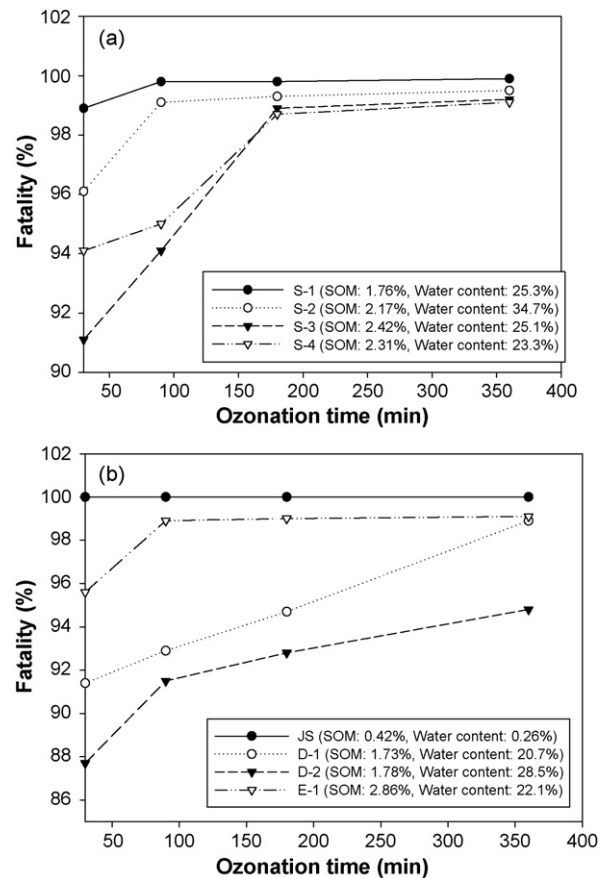 (a)
102
100
98
96
94
92
90
Fatality (%)
S-1 (SOM: 1.76%, Water content: 25.3%)
S-2 (SOM: 2.17%, Water content: 34.7%)
S-3 (SOM: 2.42%, Water content: 25.1%)
S-4 (SOM: 2.31%, Water content: 23.3%)
50 100 150 200 250 300 350 400
Ozonation time (min)
(b)
102
100
98
96
94
92
90
88
86
Fatality (%)
JS (SOM: 0.42%, Water content: 0.26%)
D-1 (SOM: 1.73%, Water content: 20.7%)
D-2 (SOM: 1.78%, Water content: 28.5%)
E-1 (SOM: 2.86%, Water content: 22.1%)
50 100 150 200 250 300 350 400
Ozonation time (min)